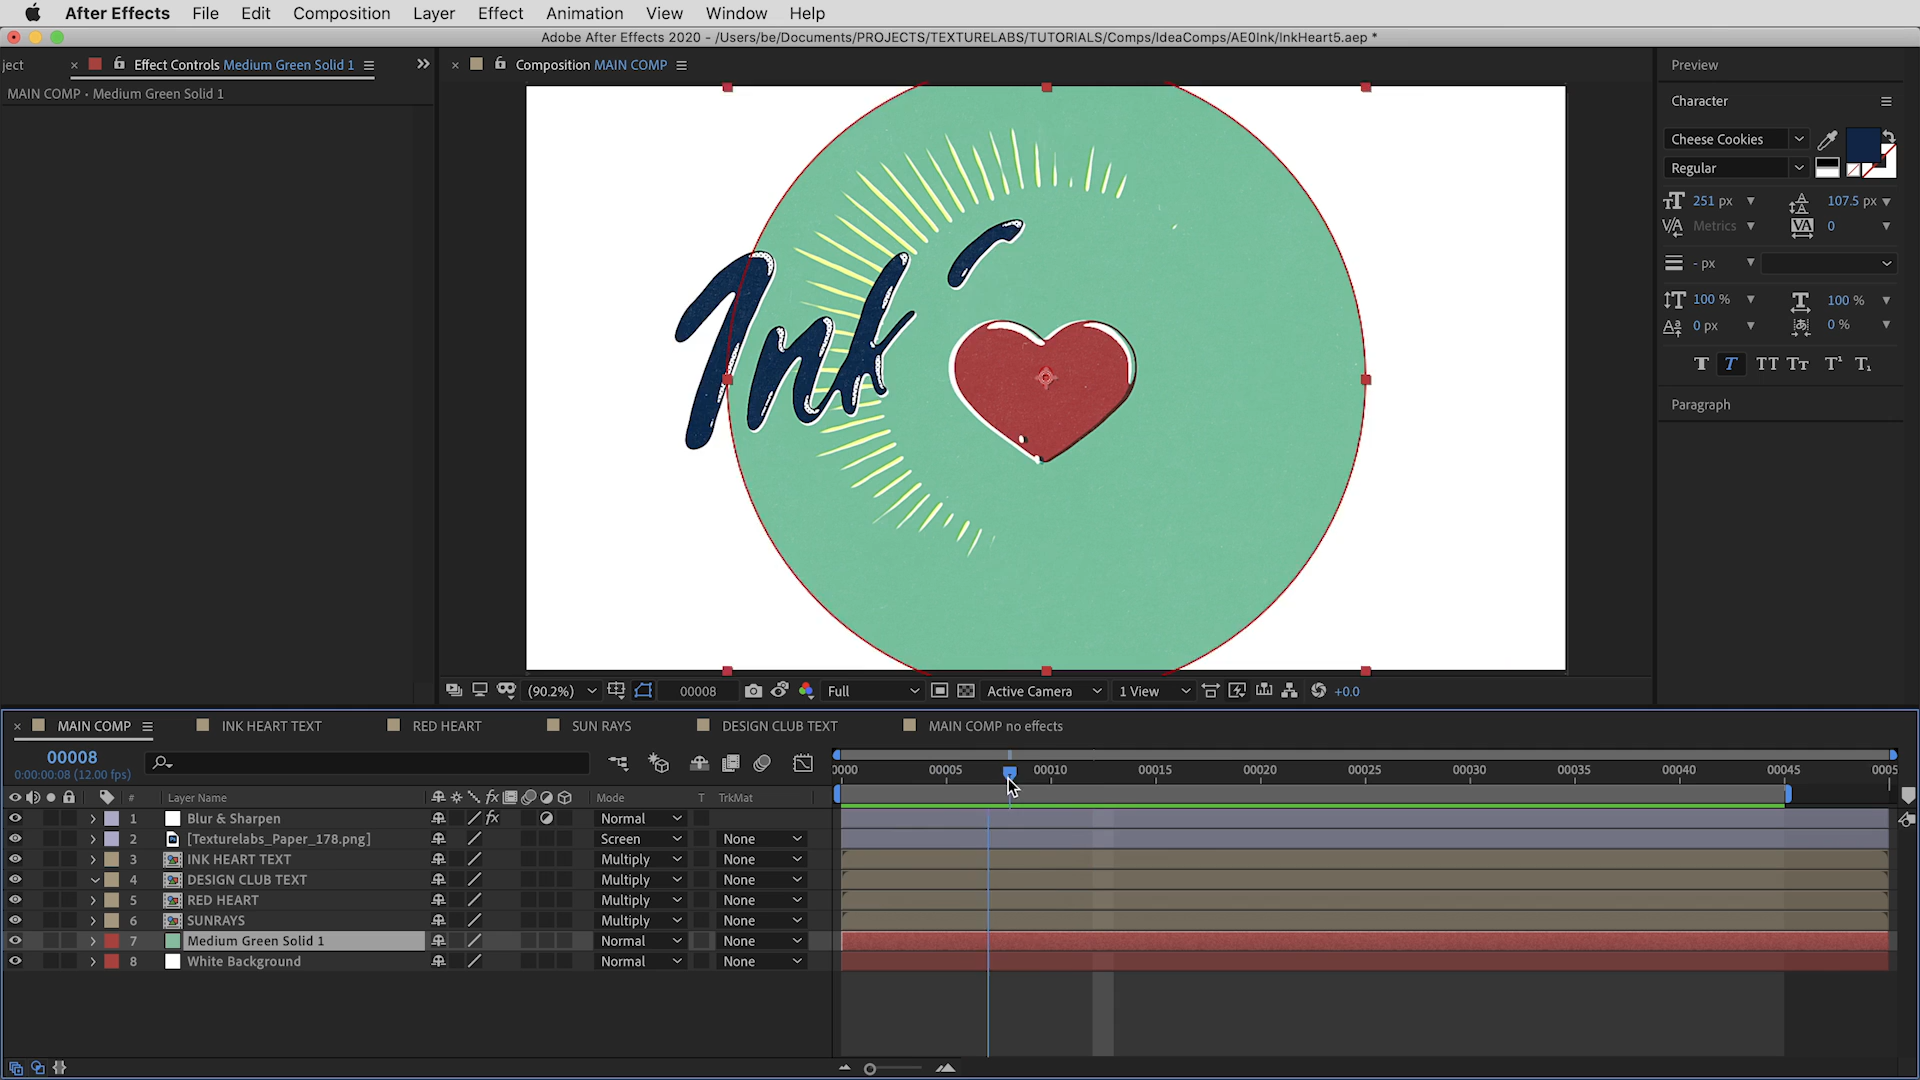 After Effects File Edit Composition Layer Effect Animation View Window Help
Adobe After Effects 2020 - /Users/be/Documents/PROJECTS/TEXTURELABS/TUTORIALS/Comps/IdeaComps/AE0Ink/InkHeart5.aep *
ject × Effect Controls Medium Green Solid 1 × Composition MAIN COMP Preview
MAIN COMP • Medium Green Solid 1
Character
Cheese Cookies
Regular
251 px 107.5 px
Metrics 0
- px
100 % 100 %
0 px 0 %
T T TT Tт T¹ T₁
Paragraph
Ink
(90.2%) 00008 Full Active Camera 1 View +0.0
× MAIN COMP INK HEART TEXT RED HEART SUN RAYS DESIGN CLUB TEXT MAIN COMP no effects
00008
0:00:00:08 (12.00 fps)
0000 00005 00010 00015 00020 00025 00030 00035 00040 00045 0005
# Layer Name fx Mode T TrkMat
1 Blur & Sharpen fx Normal
2 [Texturelabs_Paper_178.png] Screen None
3 INK HEART TEXT Multiply None
4 DESIGN CLUB TEXT Multiply None
5 RED HEART Multiply None
6 SUNRAYS Multiply None
7 Medium Green Solid 1 Normal None
8 White Background Normal None